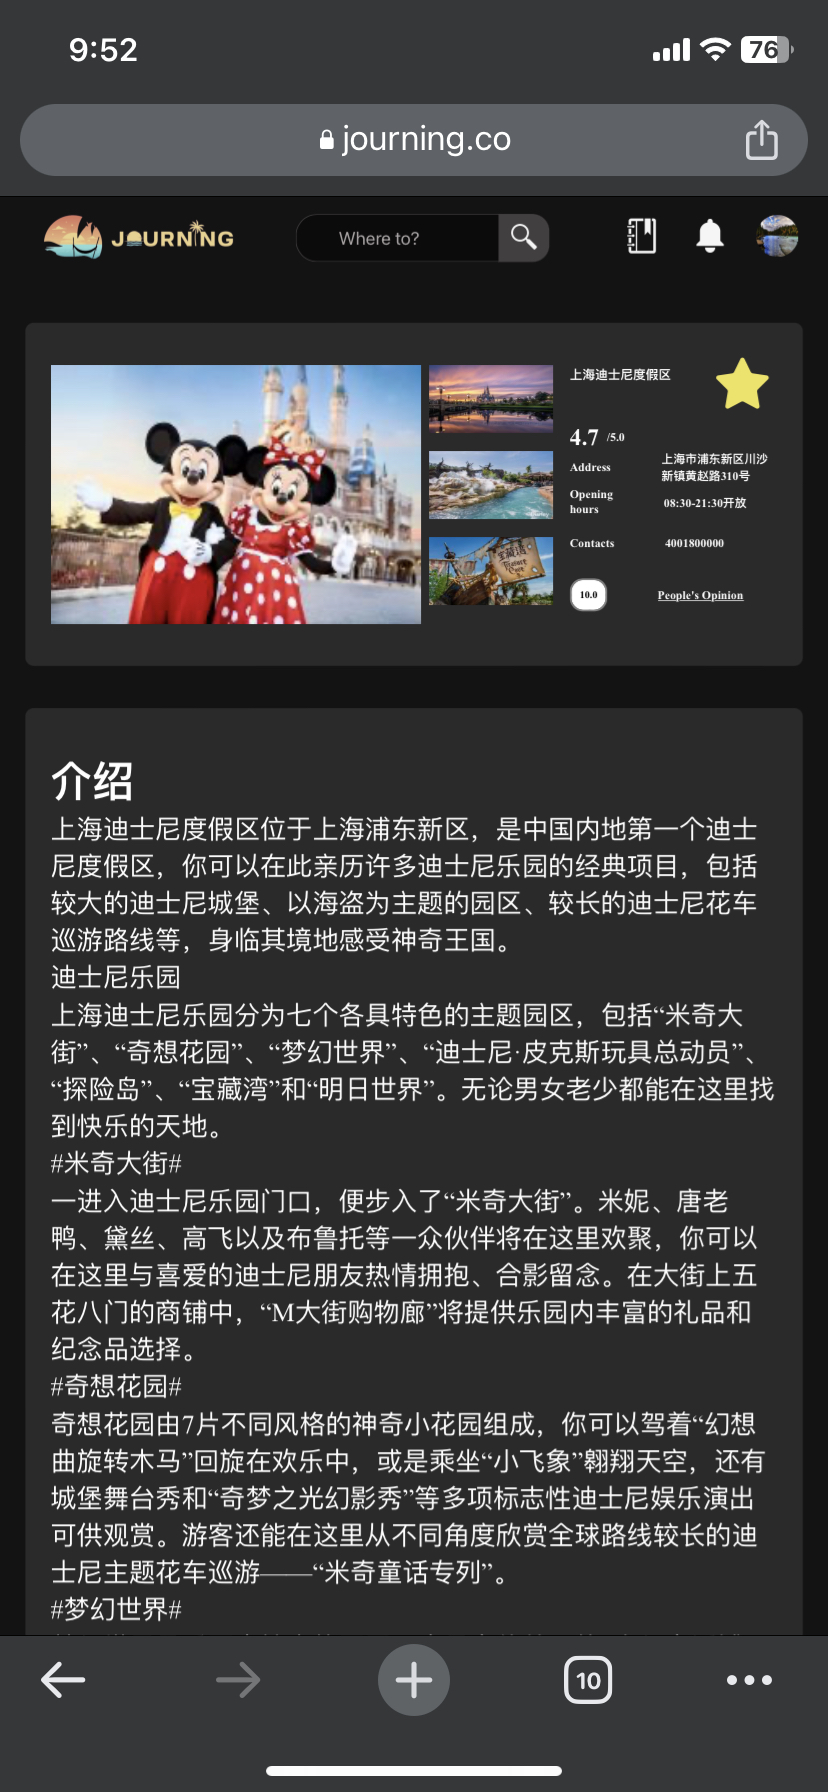 9:52
76
journing.co
JOURNING
Where to?
上海迪士尼度假区
4.7 /5.0
Address
上海市浦东新区川沙
新镇黄赵路310号
Opening
hours
08:30-21:30开放
Contacts
4001800000
10.0
People's Opinion
介绍
上海迪士尼度假区位于上海浦东新区，是中国内地第一个迪士
尼度假区，你可以在此亲历许多迪士尼乐园的经典项目，包括
较大的迪士尼城堡、以海盗为主题的园区、较长的迪士尼花车
巡游路线等，身临其境地感受神奇王国。
迪士尼乐园
上海迪士尼乐园分为七个各具特色的主题园区，包括“米奇大
街”、“奇想花园”、“梦幻世界”、“迪士尼·皮克斯玩具总动员”、
“探险岛”、“宝藏湾”和“明日世界”。无论男女老少都能在这里找
到快乐的天地。
#米奇大街#
一进入迪士尼乐园门口，便步入了“米奇大街”。米妮、唐老
鸭、黛丝、高飞以及布鲁托等一众伙伴将在这里欢聚，你可以
在这里与喜爱的迪士尼朋友热情拥抱、合影留念。在大街上五
花八门的商铺中，“M大街购物廊”将提供乐园内丰富的礼品和
纪念品选择。
#奇想花园#
奇想花园由7片不同风格的神奇小花园组成，你可以驾着“幻想
曲旋转木马”回旋在欢乐中，或是乘坐“小飞象”翱翔天空，还有
城堡舞台秀和“奇梦之光幻影秀”等多项标志性迪士尼娱乐演出
可供观赏。游客还能在这里从不同角度欣赏全球路线较长的迪
士尼主题花车巡游——“米奇童话专列”。
#梦幻世界#
10